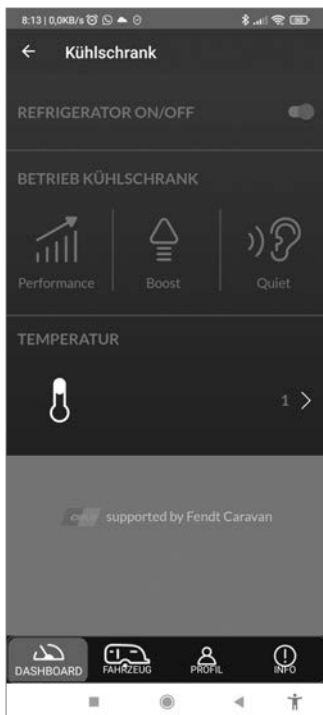 8:13 | 0,0KB/s
Kühlschrank
REFRIGERATOR ON/OFF
BETRIEB KÜHLSCHRANK
Performance Boost Quiet
TEMPERATUR
1
supported by Fendt Caravan
DASHBOARD FAHRZEUG PROFIL INFO